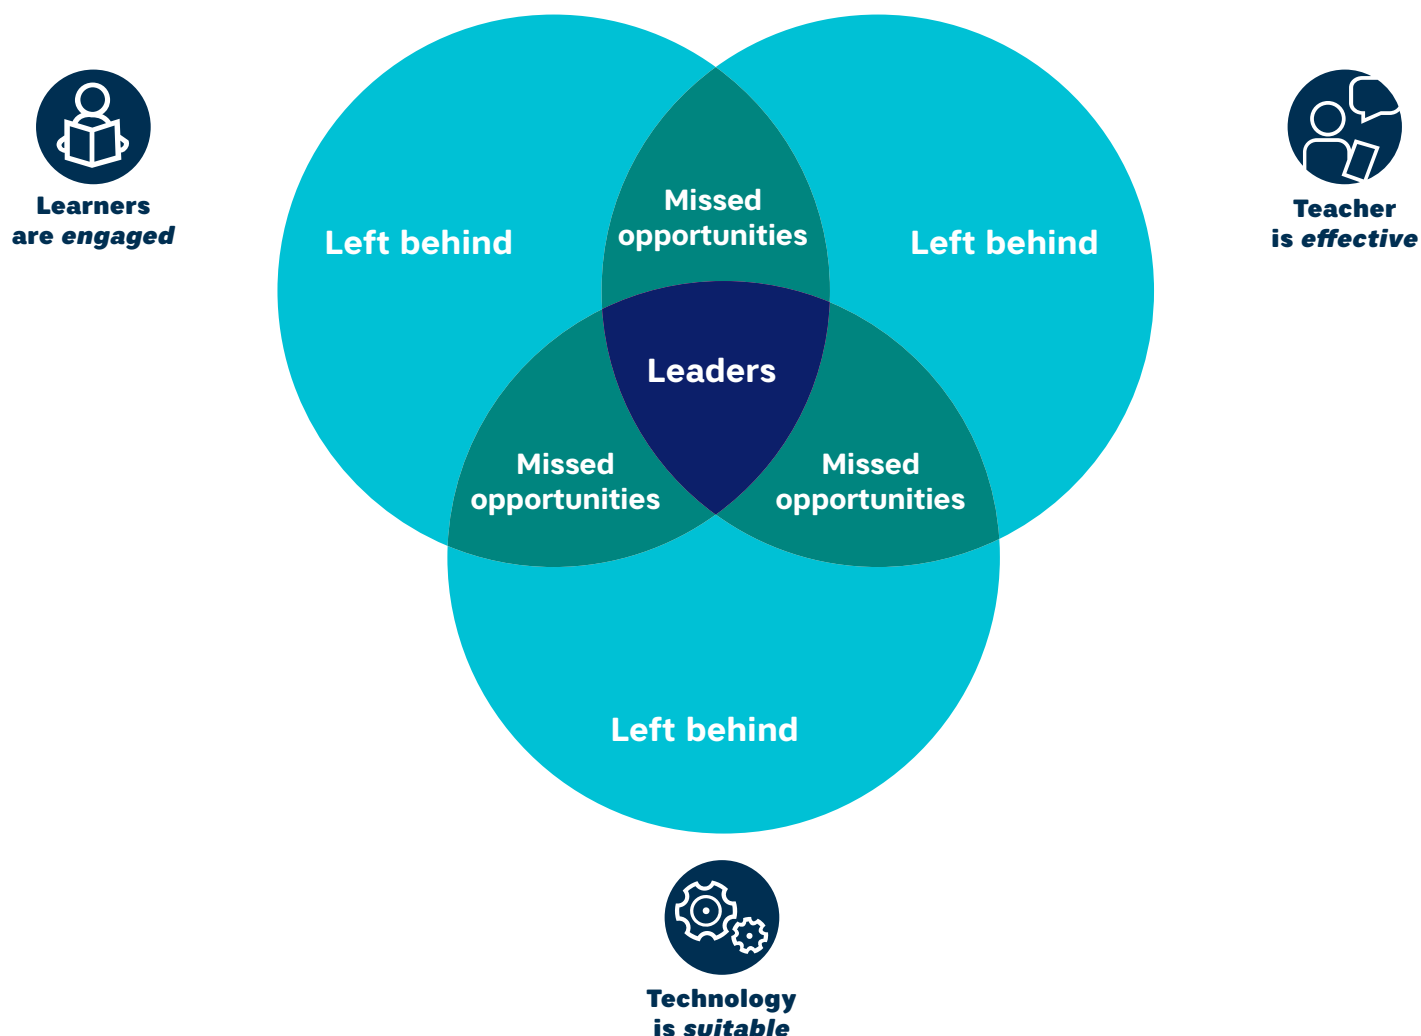 Learners
are engaged
Teacher
is effective
Missed
opportunities
Left behind
Left behind
Leaders
Missed
opportunities
Missed
opportunities
Left behind
Technology
is suitable